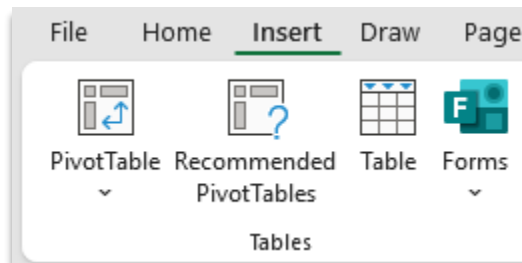 File Home Insert Draw Page
PivotTable Recommended Table Forms
PivotTables
Tables